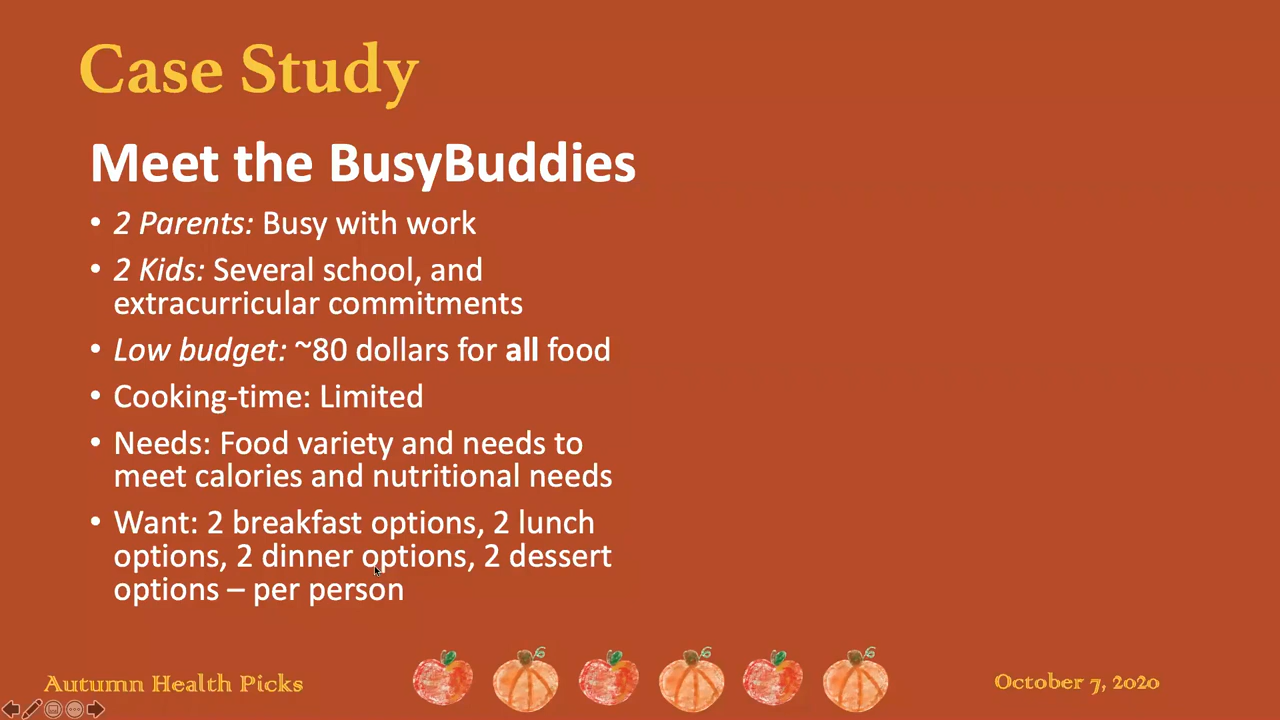 Case Study
Meet the BusyBuddies
• 2 Parents: Busy with work
• 2 Kids: Several school, and
extracurricular commitments
• Low budget: ~80 dollars for all food
• Cooking-time: Limited
• Needs: Food variety and needs to
meet calories and nutritional needs
• Want: 2 breakfast options, 2 lunch
options, 2 dinner options, 2 dessert
options – per person
Autumn Health Picks
October 7, 2020